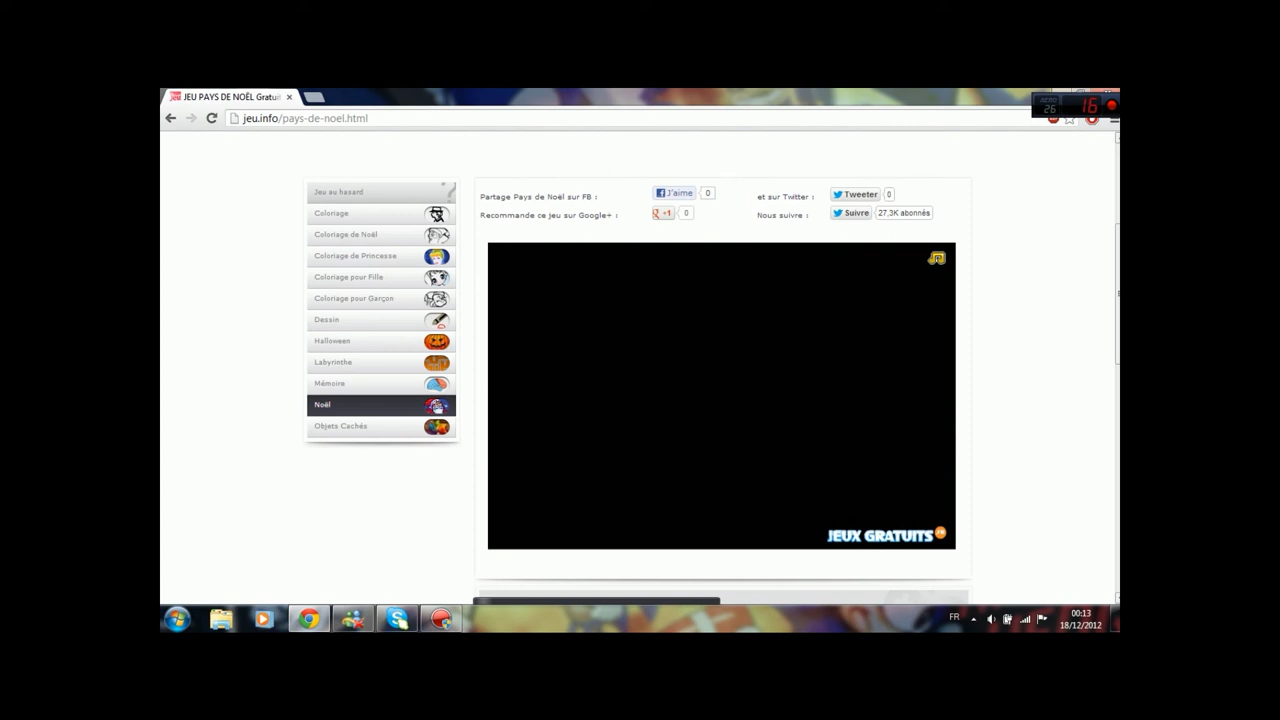 JEU PAYS DE NOËL Gratui
jeu.info/pays-de-noel.html
AERO
26
16
Jeu au hasard
Coloriage
Coloriage de Noël
Coloriage de Princesse
Coloriage pour Fille
Coloriage pour Garçon
Dessin
Halloween
Labyrinthe
Mémoire
Noël
Objets Cachés
Partage Pays de Noël sur FB : J'aime 0 et sur Twitter : Tweeter 0
Recommande ce jeu sur Google+ : +1 0 Nous suivre : Suivre 27,3K abonnés
JEUX GRATUITS
FR
00:13
18/12/2012